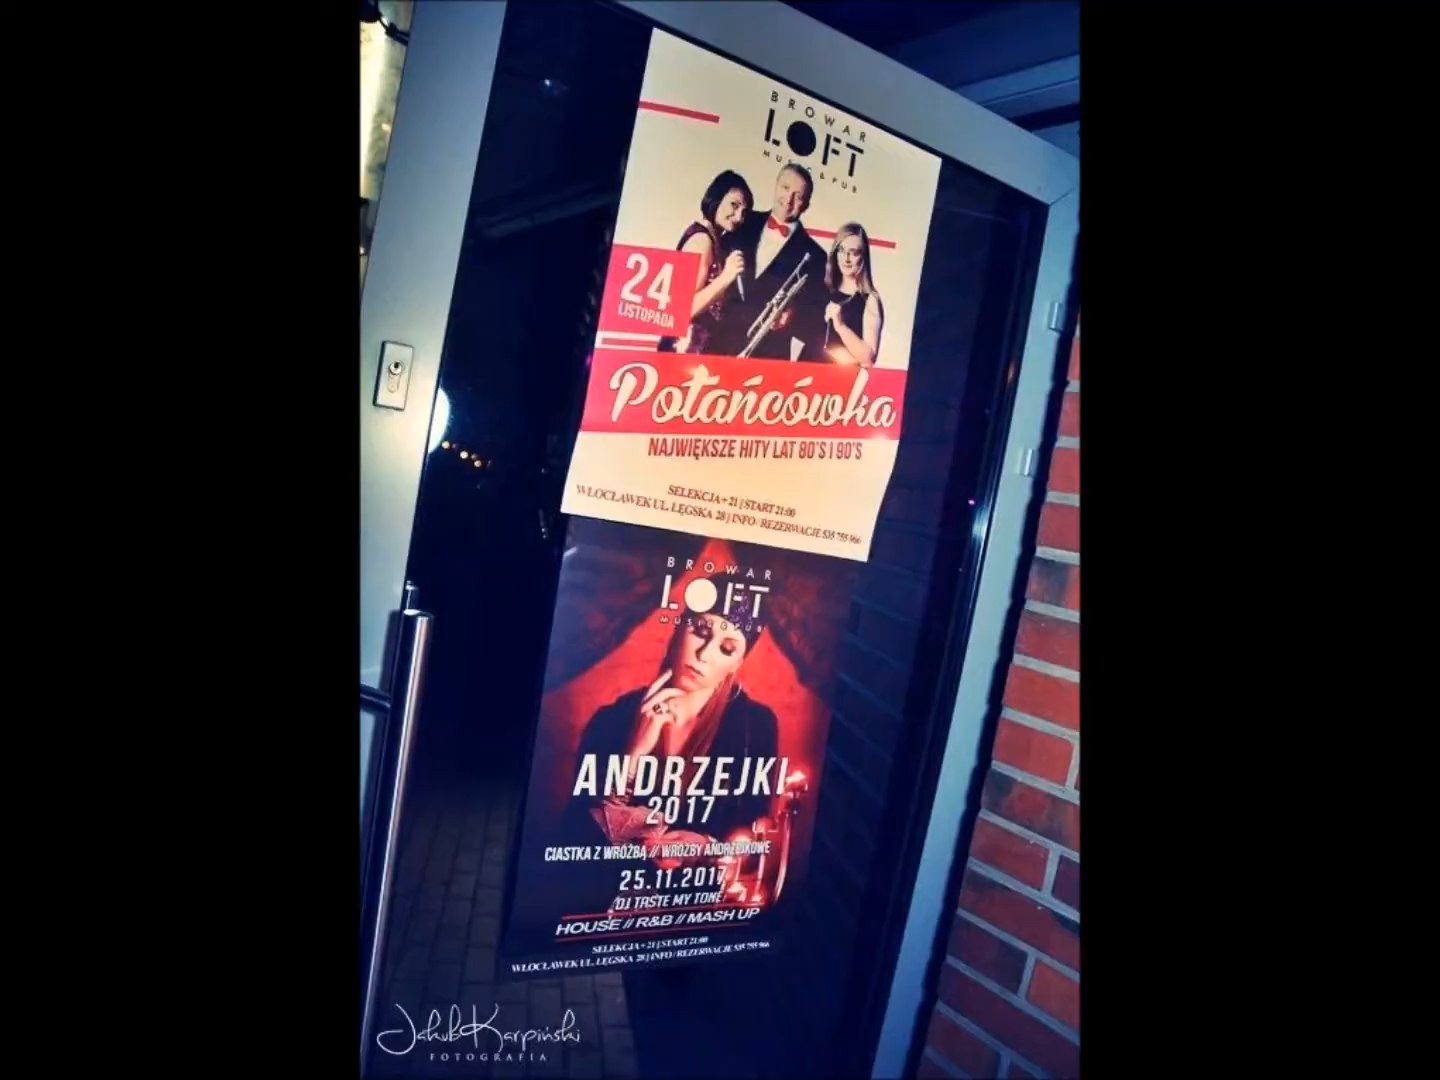 BROWAR
LOFT
MUSIC & PUB
24
LISTOPADA
Potańcówka
NAJWIĘKSZE HITY LAT 80'S I 90'S
SELEKCJA + 21 | START 21:00
WŁOCŁAWEK UL. ŁĘGSKA 28 | INFO / REZERWACJE 535 755 966
BROWAR
LOFT
MUSIC & PUB
ANDRZEJKI
2017
CIASTKA Z WRÓŻBĄ // WRÓŻBY ANDRZEJKOWE
25.11.2017
DJ TASTE MY TONE
HOUSE // R&B // MASH UP
SELEKCJA + 21 | START 21:00
WŁOCŁAWEK UL. ŁĘGSKA 28 | INFO / REZERWACJE 535 755 966
Jakub Karpiński
FOTOGRAFIA